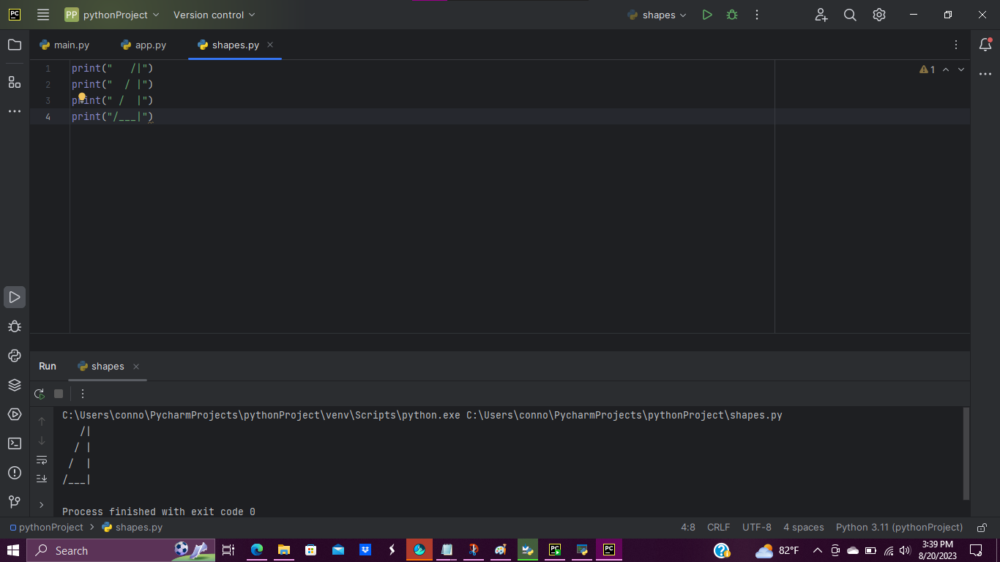 PC
PP pythonProject Version control shapes
main.py app.py shapes.py
1 print("   /|") 1
2 print("  / |")
3 print(" /  |")
4 print("/___|")
Run shapes
C:\Users\conno\PycharmProjects\pythonProject\venv\Scripts\python.exe C:\Users\conno\PycharmProjects\pythonProject\shapes.py
   /|
  / |
 /  |
/___|
Process finished with exit code 0
pythonProject > shapes.py 4:8 CRLF UTF-8 4 spaces Python 3.11 (pythonProject)
Search PC PC 82°F 3:39 PM
8/20/2023